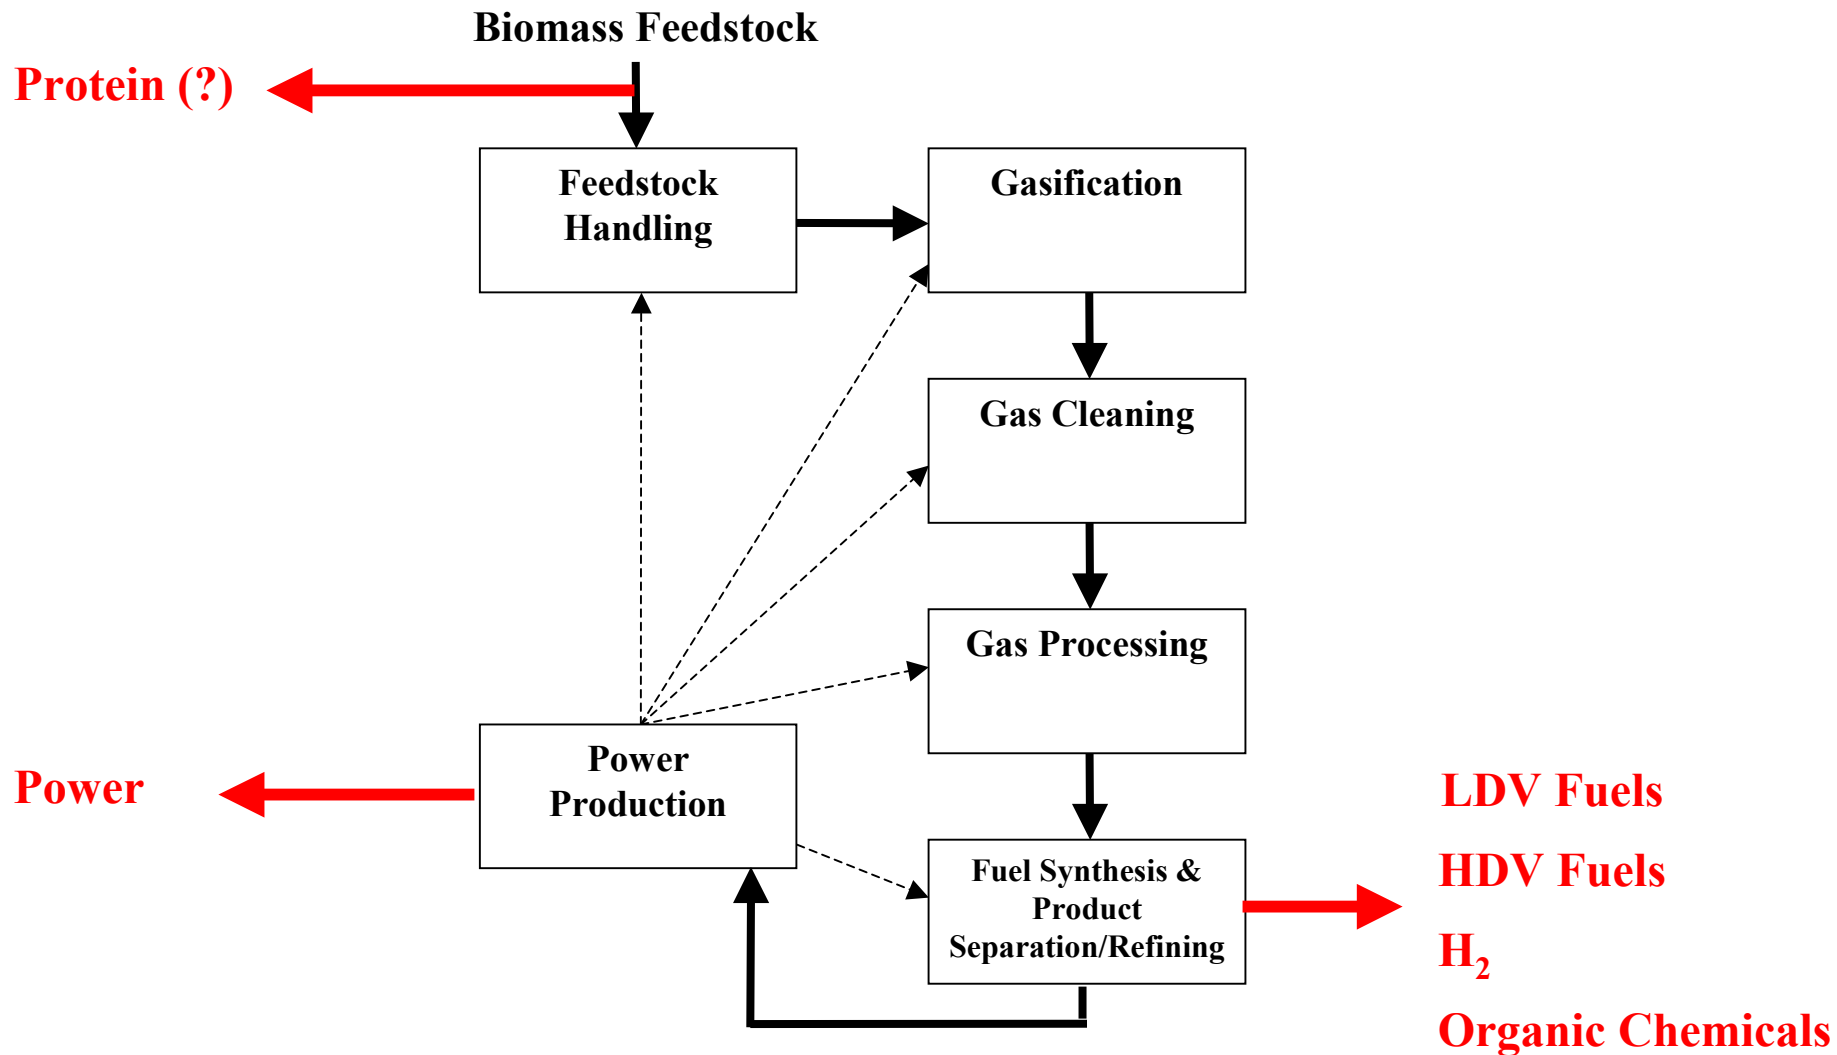 Biomass Feedstock
Protein (?)
Feedstock
Handling
Gasification
Gas Cleaning
Gas Processing
Power
Production
Power
Fuel Synthesis &
Product
Separation/Refining
LDV Fuels
HDV Fuels
H₂
Organic Chemicals